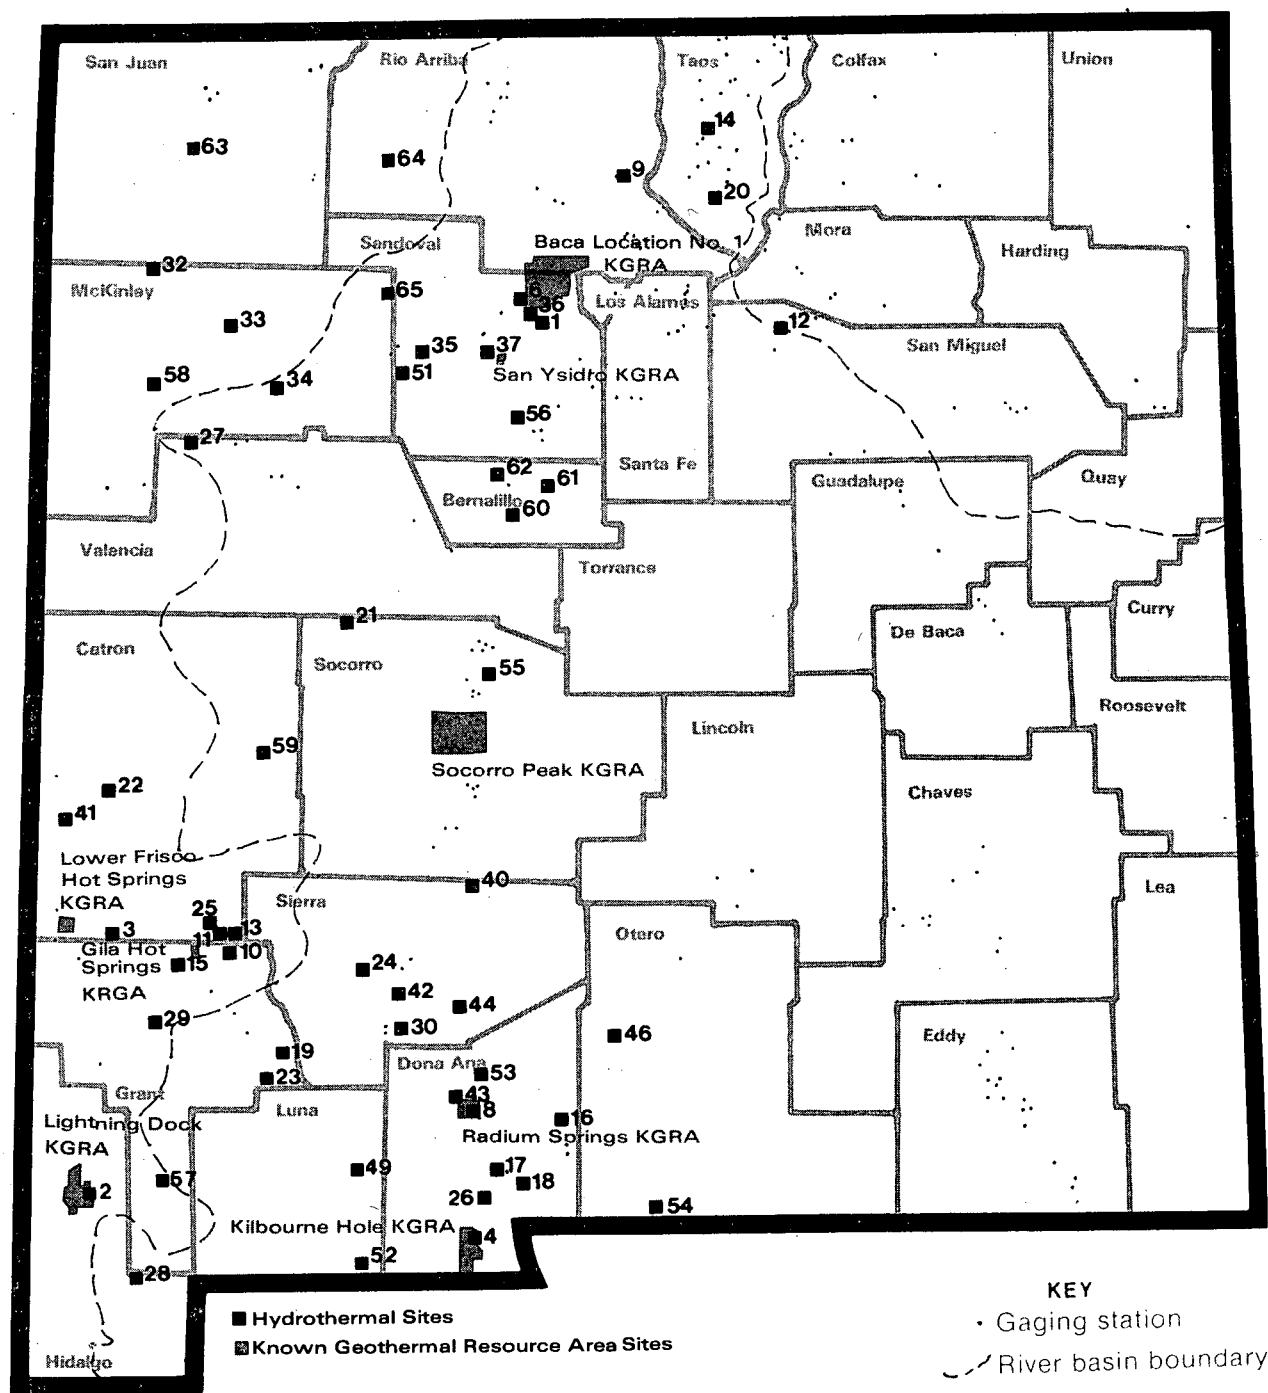 San Juan
Rio Arriba
Taos
Colfax
Union
63
64
14
9
20
Mora
Harding
Sandoval
Baca Location No. 1
KGRA
32
McKinley
65
6
36
1
Los Alamos
12
33
35
37
San Miguel
58
34
51
San Ysidro KGRA
56
27
62
61
Santa Fe
Bernalillo
60
Guadalupe
Quay
Valencia
Torrance
21
Curry
De Baca
Catron
Socorro
55
Roosevelt
59
Lincoln
Socorro Peak KGRA
22
41
Chaves
Lower Frisco
Hot Springs
KGRA
40
Lea
Sierra
25
3
11
13
10
Otero
Gila Hot
Springs
15
KRGA
24
42
44
29
30
46
Eddy
19
23
Dona Ana
53
Grant
Luna
43
8
16
Lightning Dock
KGRA
Radium Springs KGRA
2
57
49
17
18
26
54
Kilbourne Hole KGRA
4
52
28
Hydrothermal Sites
Known Geothermal Resource Area Sites
Hidalgo
KEY
Gaging station
River basin boundary